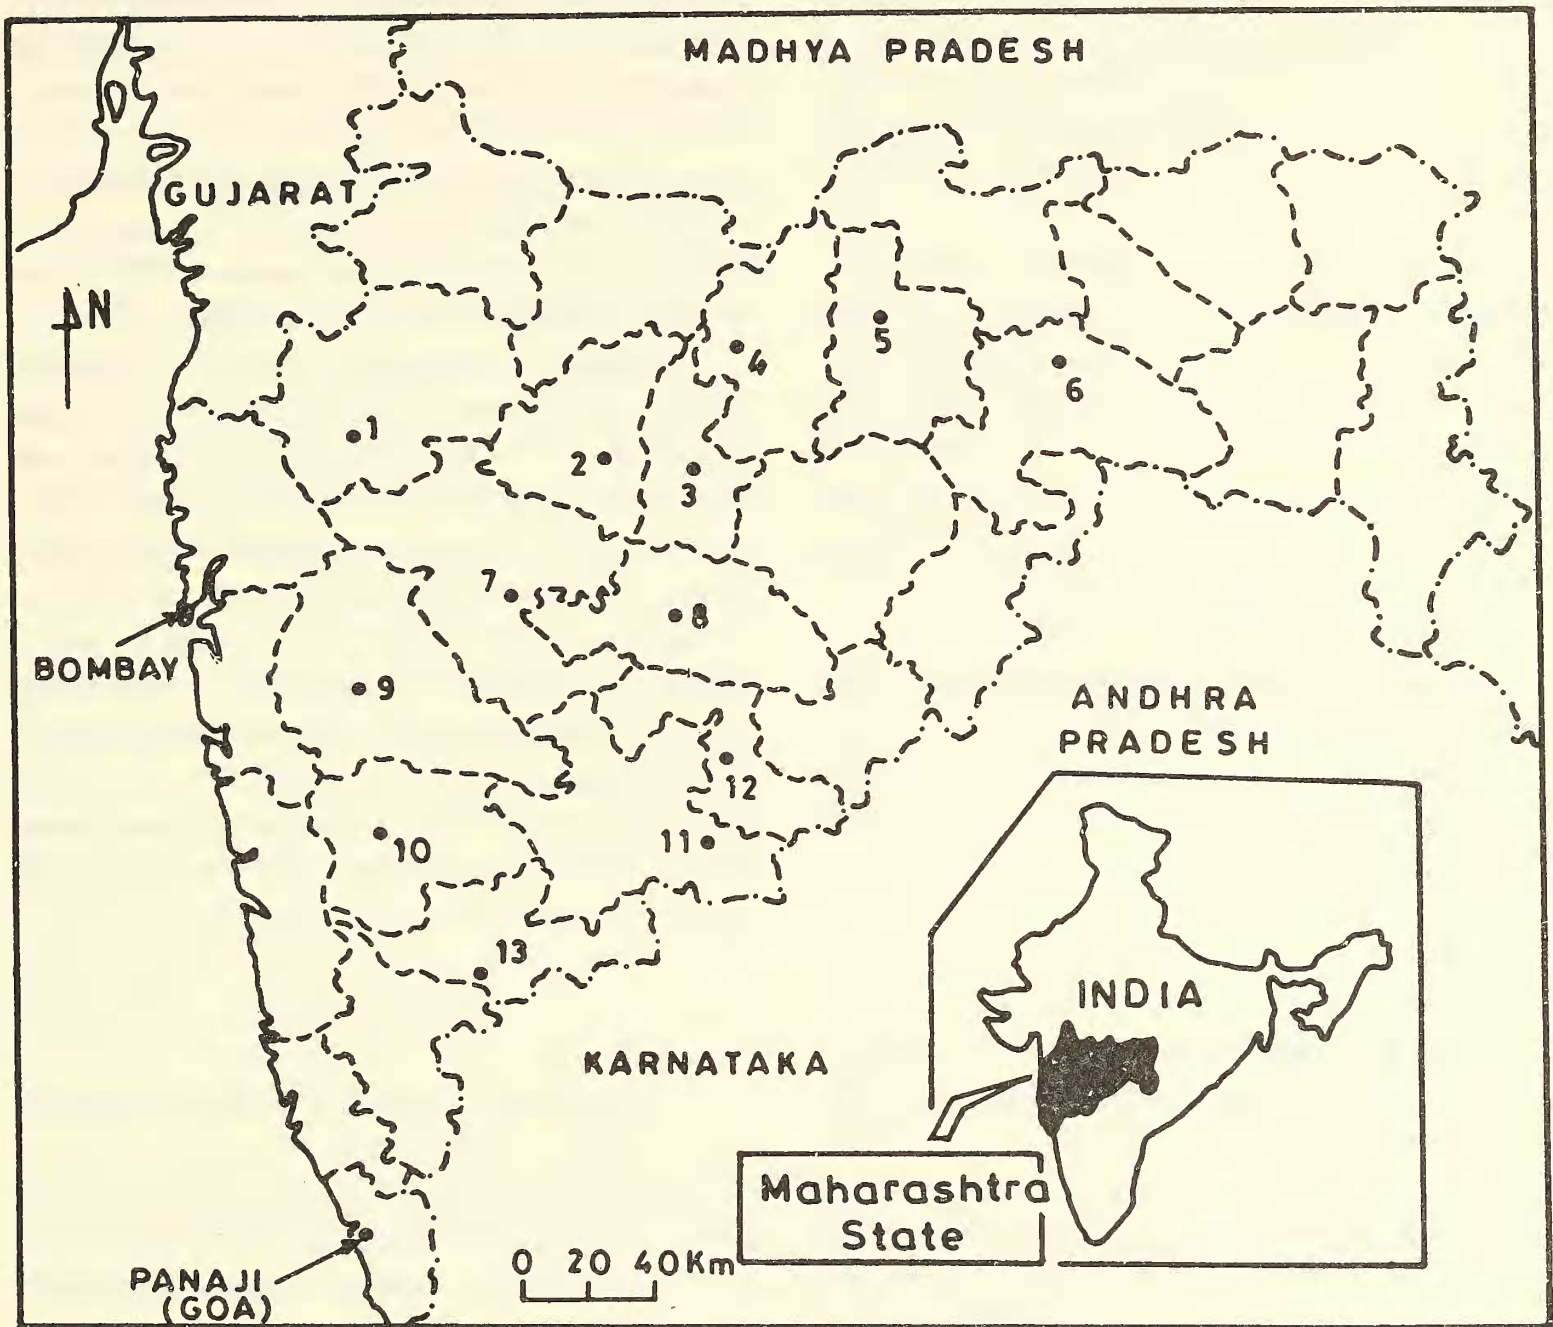 MADHYA PRADESH
GUJARAT
N
1
2
3
4
5
6
7
8
BOMBAY
9
ANDHRA
PRADESH
10
11
12
13
INDIA
KARNATAKA
Maharashtra
State
0 20 40Km
PANAJI
(GOA)